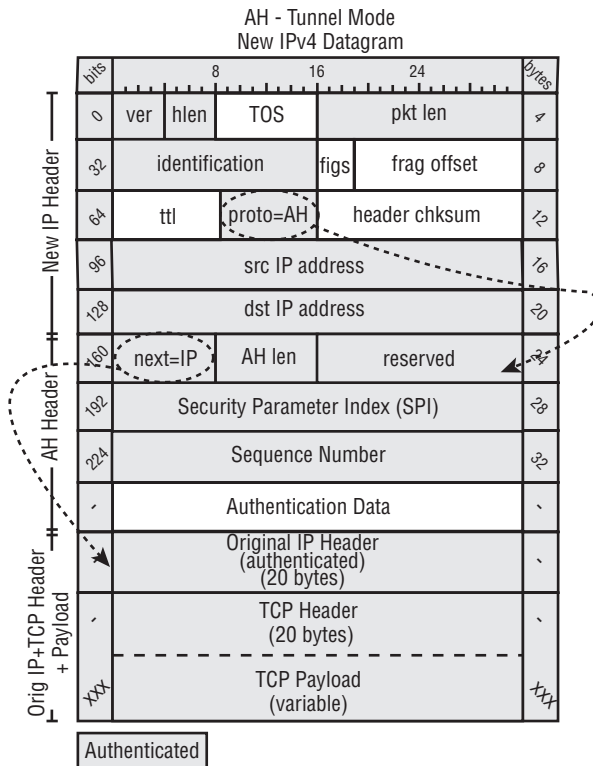 AH - Tunnel Mode
New IPv4 Datagram
bits 8 16 24 bytes
0 ver hlen TOS pkt len 4
32 identification figs frag offset 8
64 ttl proto=AH header chksum 12
96 src IP address 16
128 dst IP address 20
160 next=IP AH len reserved 24
192 Security Parameter Index (SPI) 28
224 Sequence Number 32
- Authentication Data -
- Original IP Header -
(authenticated)
(20 bytes)
- TCP Header -
(20 bytes)
XXX TCP Payload XXX
(variable)
New IP Header
AH Header
Orig IP+TCP Header
+ Payload
Authenticated